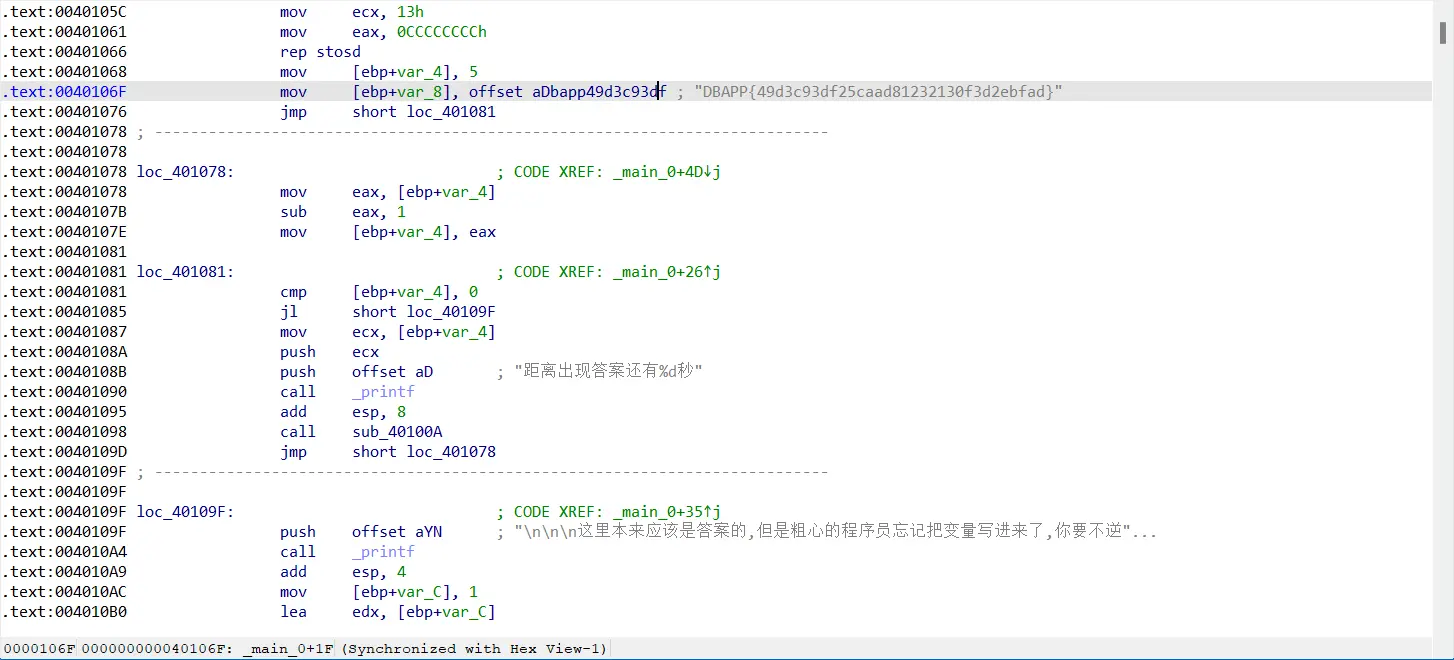 .text:0040105C mov ecx, 13h
.text:00401061 mov eax, 0CCCCCCCCh
.text:00401066 rep stosd
.text:00401068 mov [ebp+var_4], 5
.text:0040106F mov [ebp+var_8], offset aDbapp49d3c93df ; "DBAPP{49d3c93df25caad81232130f3d2ebfad}"
.text:00401076 jmp short loc_401081
.text:00401078 ; ---------------------------------------------------------------------------
.text:00401078
.text:00401078 loc_401078: ; CODE XREF: _main_0+4D↓j
.text:00401078 mov eax, [ebp+var_4]
.text:0040107B sub eax, 1
.text:0040107E mov [ebp+var_4], eax
.text:00401081
.text:00401081 loc_401081: ; CODE XREF: _main_0+26↑j
.text:00401081 cmp [ebp+var_4], 0
.text:00401085 jl short loc_40109F
.text:00401087 mov ecx, [ebp+var_4]
.text:0040108A push ecx
.text:0040108B push offset aD ; "距离出现答案还有%d秒"
.text:00401090 call _printf
.text:00401095 add esp, 8
.text:00401098 call sub_40100A
.text:0040109D jmp short loc_401078
.text:0040109F ; ---------------------------------------------------------------------------
.text:0040109F
.text:0040109F loc_40109F: ; CODE XREF: _main_0+35↑j
.text:0040109F push offset aYN ; "\n\n\n这里本来应该是答案的,但是粗心的程序员忘记把变量写进来了,你要不逆"...
.text:004010A4 call _printf
.text:004010A9 add esp, 4
.text:004010AC mov [ebp+var_C], 1
.text:004010B0 lea edx, [ebp+var_C]
0000106F 000000000040106F: _main_0+1F (Synchronized with Hex View-1)